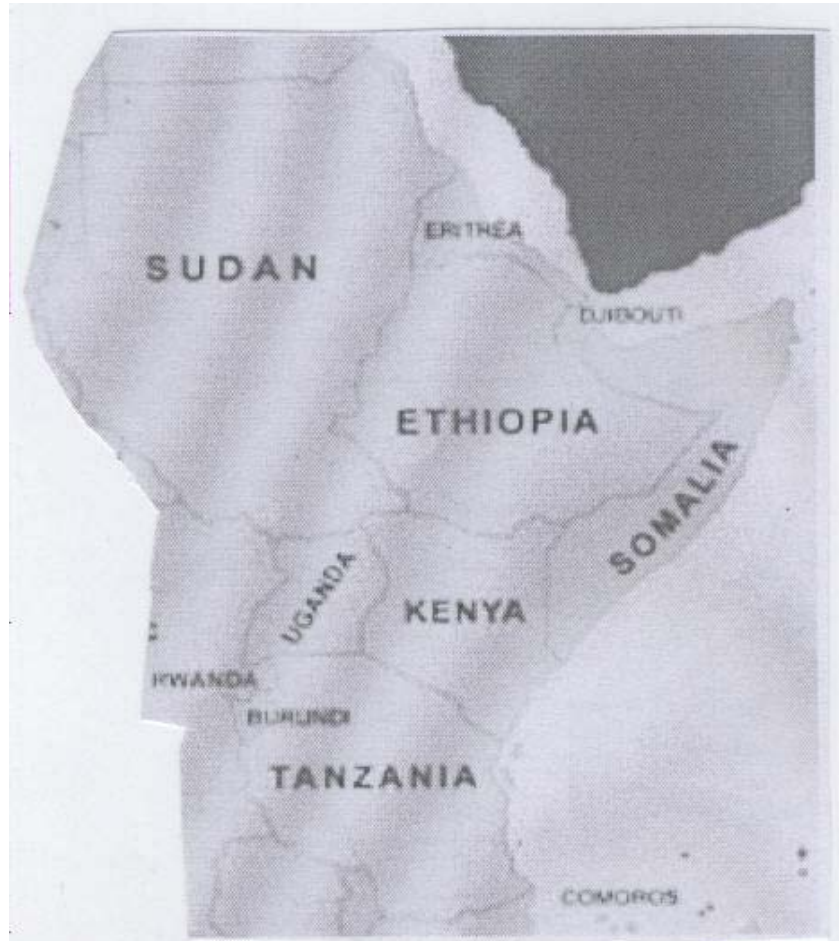 ERITREA
SUDAN
DJIBOUTI
ETHIOPIA
SOMALIA
UGANDA
KENYA
RWANDA
BURUNDI
TANZANIA
COMOROS